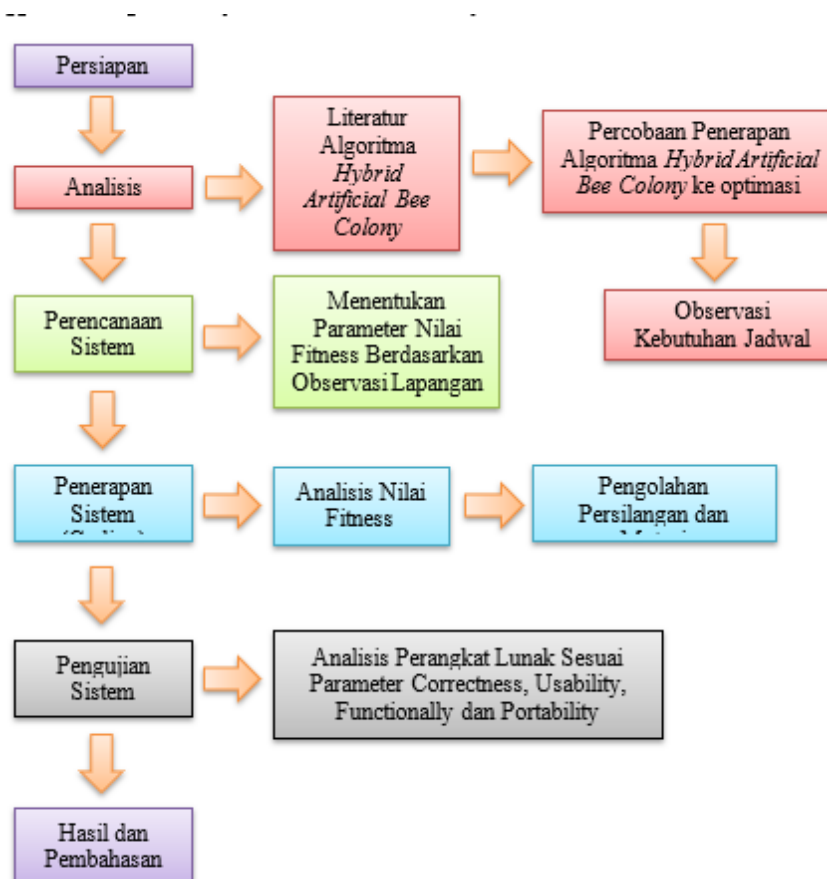 Persiapan
Analisis
Literatur
Algoritma
Hybrid
Artificial Bee
Colony
Percobaan Penerapan
Algoritma Hybrid Artificial
Bee Colony ke optimasi
Observasi
Kebutuhan Jadwal
Perencanaan
Sistem
Menentukan
Parameter Nilai
Fitness Berdasarkan
Observasi Lapangan
Penerapan
Sistem
Analisis Nilai
Fitness
Pengolahan
Persilangan dan
Pengujian
Sistem
Analisis Perangkat Lunak Sesuai
Parameter Correctness, Usability,
Functionally dan Portability
Hasil dan
Pembahasan